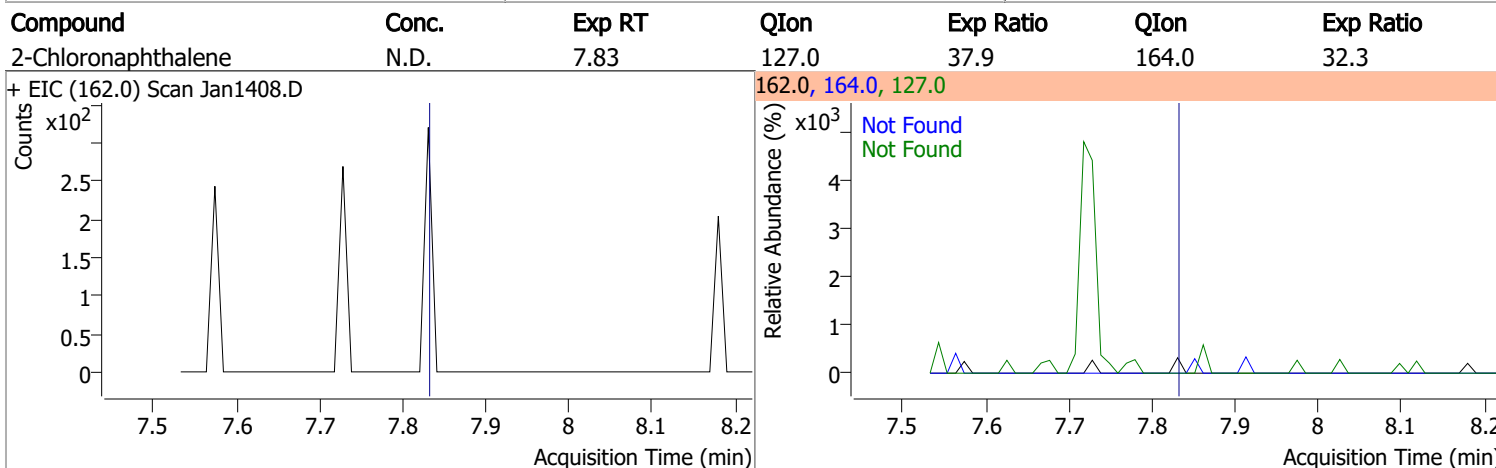 Compound Conc. Exp RT QIon Exp Ratio QIon Exp Ratio
2-Chloronaphthalene N.D. 7.83 127.0 37.9 164.0 32.3
+ EIC (162.0) Scan Jan1408.D
Counts
x10²
2.5
2
1.5
1
0.5
0
7.5 7.6 7.7 7.8 7.9 8 8.1 8.2
Acquisition Time (min)
162.0, 164.0, 127.0
Relative Abundance (%)
x10³
Not Found
Not Found
4
3
2
1
0
7.5 7.6 7.7 7.8 7.9 8 8.1 8.2
Acquisition Time (min)